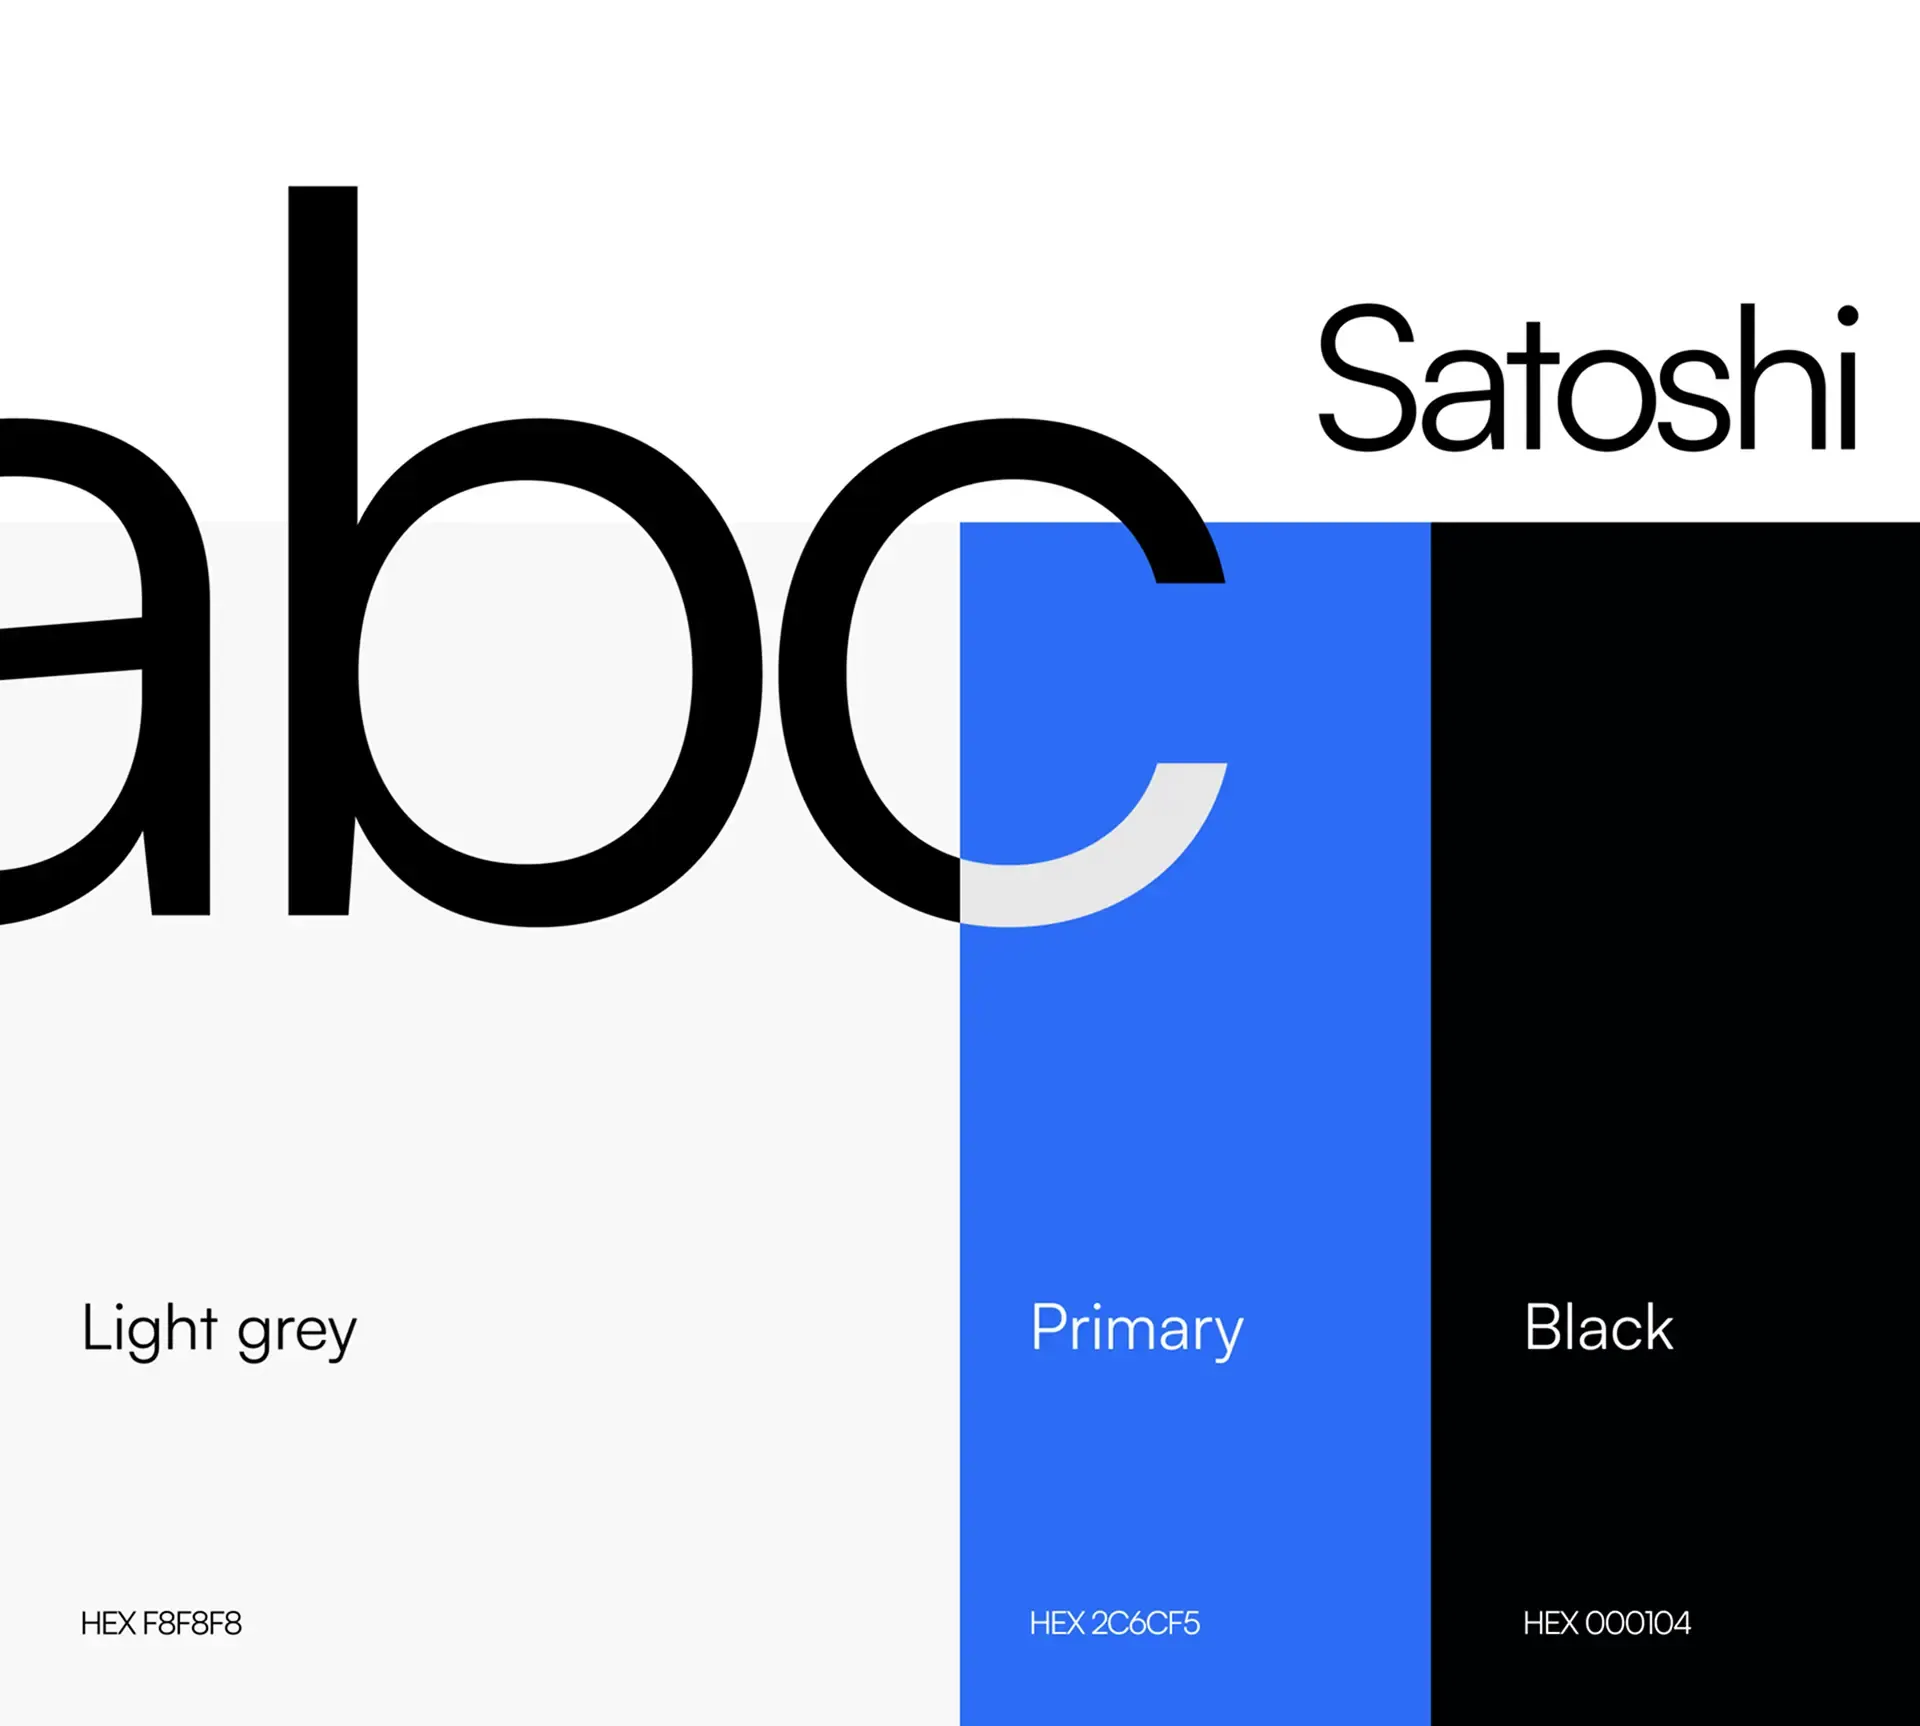 abc
Satoshi
Light grey
Primary
Black
HEX F8F8F8
HEX 2C6CF5
HEX 000104